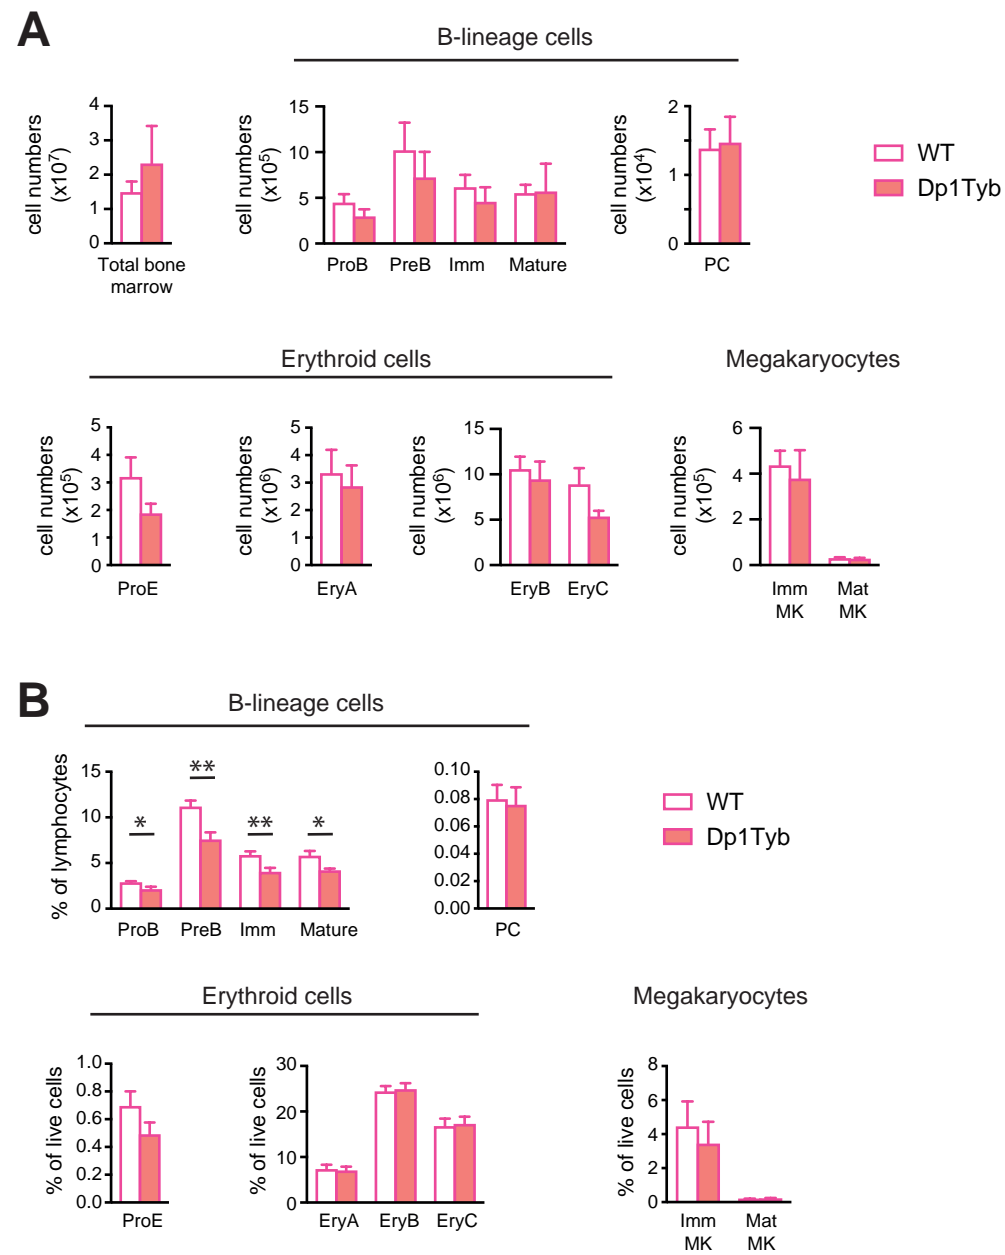 A
B-lineage cells
cell numbers
(x10⁷)
4
3
2
1
0
Total bone
marrow
cell numbers
(x10⁵)
15
10
5
0
ProB PreB Imm Mature
cell numbers
(x10⁴)
2
1
0
PC
WT
Dp1Tyb
Erythroid cells
cell numbers
(x10⁵)
5
4
3
2
1
0
ProE
cell numbers
(x10⁶)
5
4
3
2
1
0
EryA
cell numbers
(x10⁶)
15
10
5
0
EryB EryC
Megakaryocytes
cell numbers
(x10⁵)
6
4
2
0
Imm Mat
MK MK
B
B-lineage cells
% of lymphocytes
15
10
5
0
* ** ** *
ProB PreB Imm Mature
0.10
0.08
0.06
0.04
0.02
0.00
PC
WT
Dp1Tyb
Erythroid cells
% of live cells
1.0
0.8
0.6
0.4
0.2
0.0
ProE
% of live cells
30
20
10
0
EryA EryB EryC
Megakaryocytes
% of live cells
8
6
4
2
0
Imm Mat
MK MK